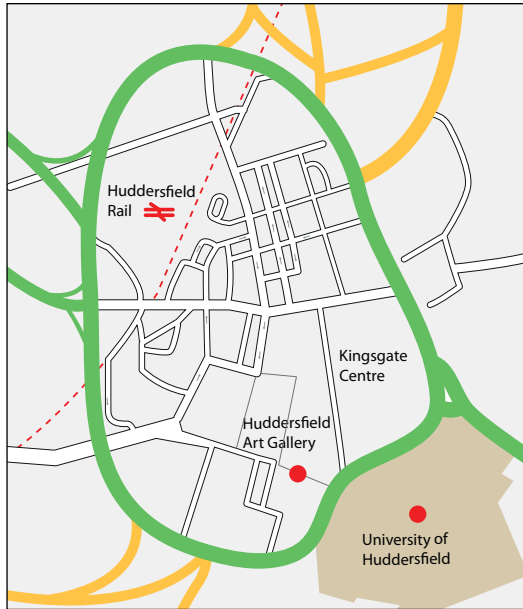 Huddersfield
Rail
Kingsgate
Centre
Huddersfield
Art Gallery
University of
Huddersfield